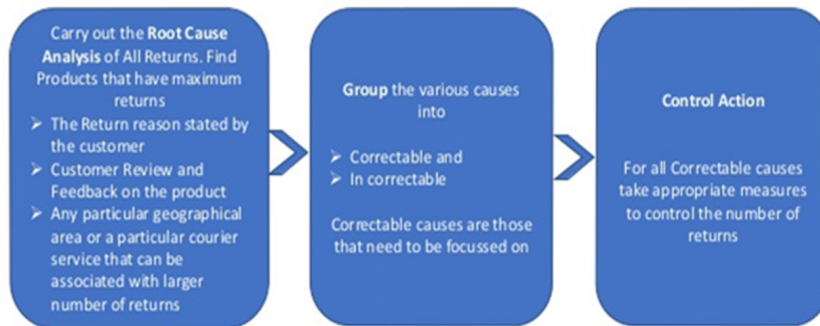 Carry out the Root Cause
Analysis of All Returns. Find
Products that have maximum
returns
➢ The Return reason stated by
the customer
➢ Customer Review and
Feedback on the product
➢ Any particular geographical
area or a particular courier
service that can be
associated with larger
number of returns
Group the various causes
into
➢ Correctable and
➢ In correctable
Correctable causes are those
that need to be focussed on
Control Action
For all Correctable causes
take appropriate measures
to control the number of
returns